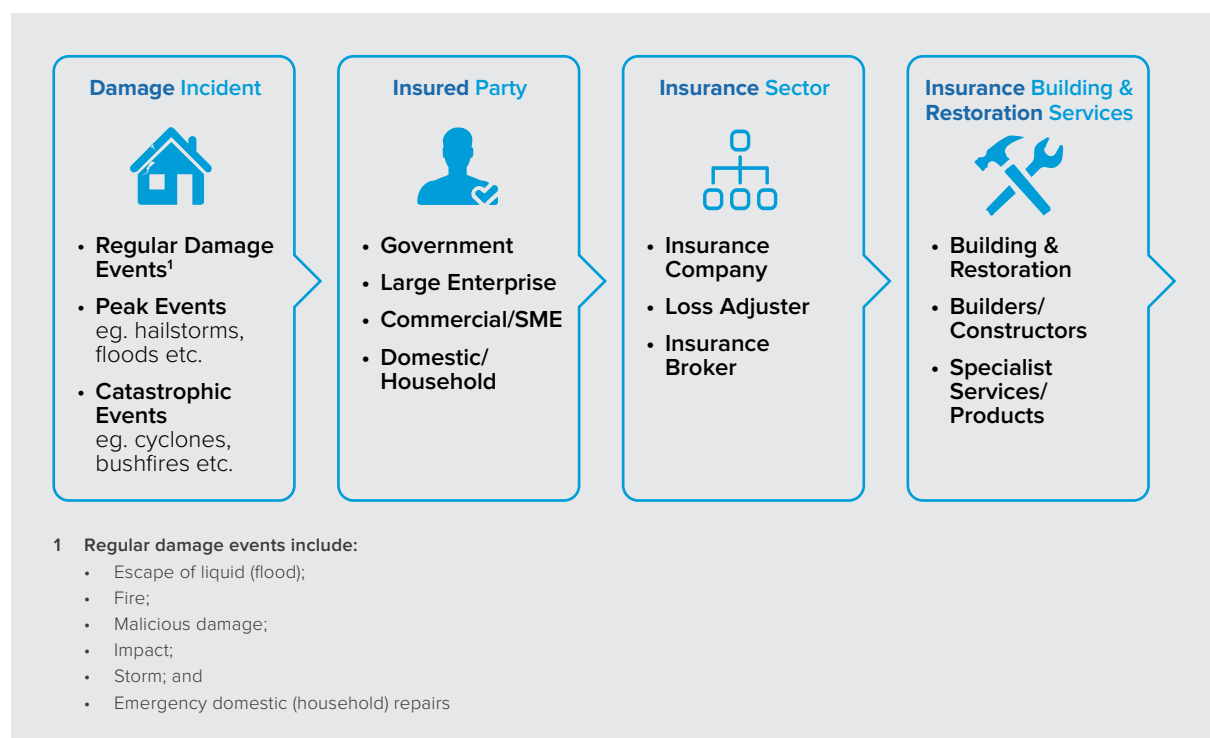 Damage Incident
• Regular Damage
Events¹
• Peak Events
eg. hailstorms,
floods etc.
• Catastrophic
Events
eg. cyclones,
bushfires etc.
Insured Party
• Government
• Large Enterprise
• Commercial/SME
• Domestic/
Household
Insurance Sector
• Insurance
Company
• Loss Adjuster
• Insurance
Broker
Insurance Building &
Restoration Services
• Building &
Restoration
• Builders/
Constructors
• Specialist
Services/
Products
1 Regular damage events include:
• Escape of liquid (flood);
• Fire;
• Malicious damage;
• Impact;
• Storm; and
• Emergency domestic (household) repairs